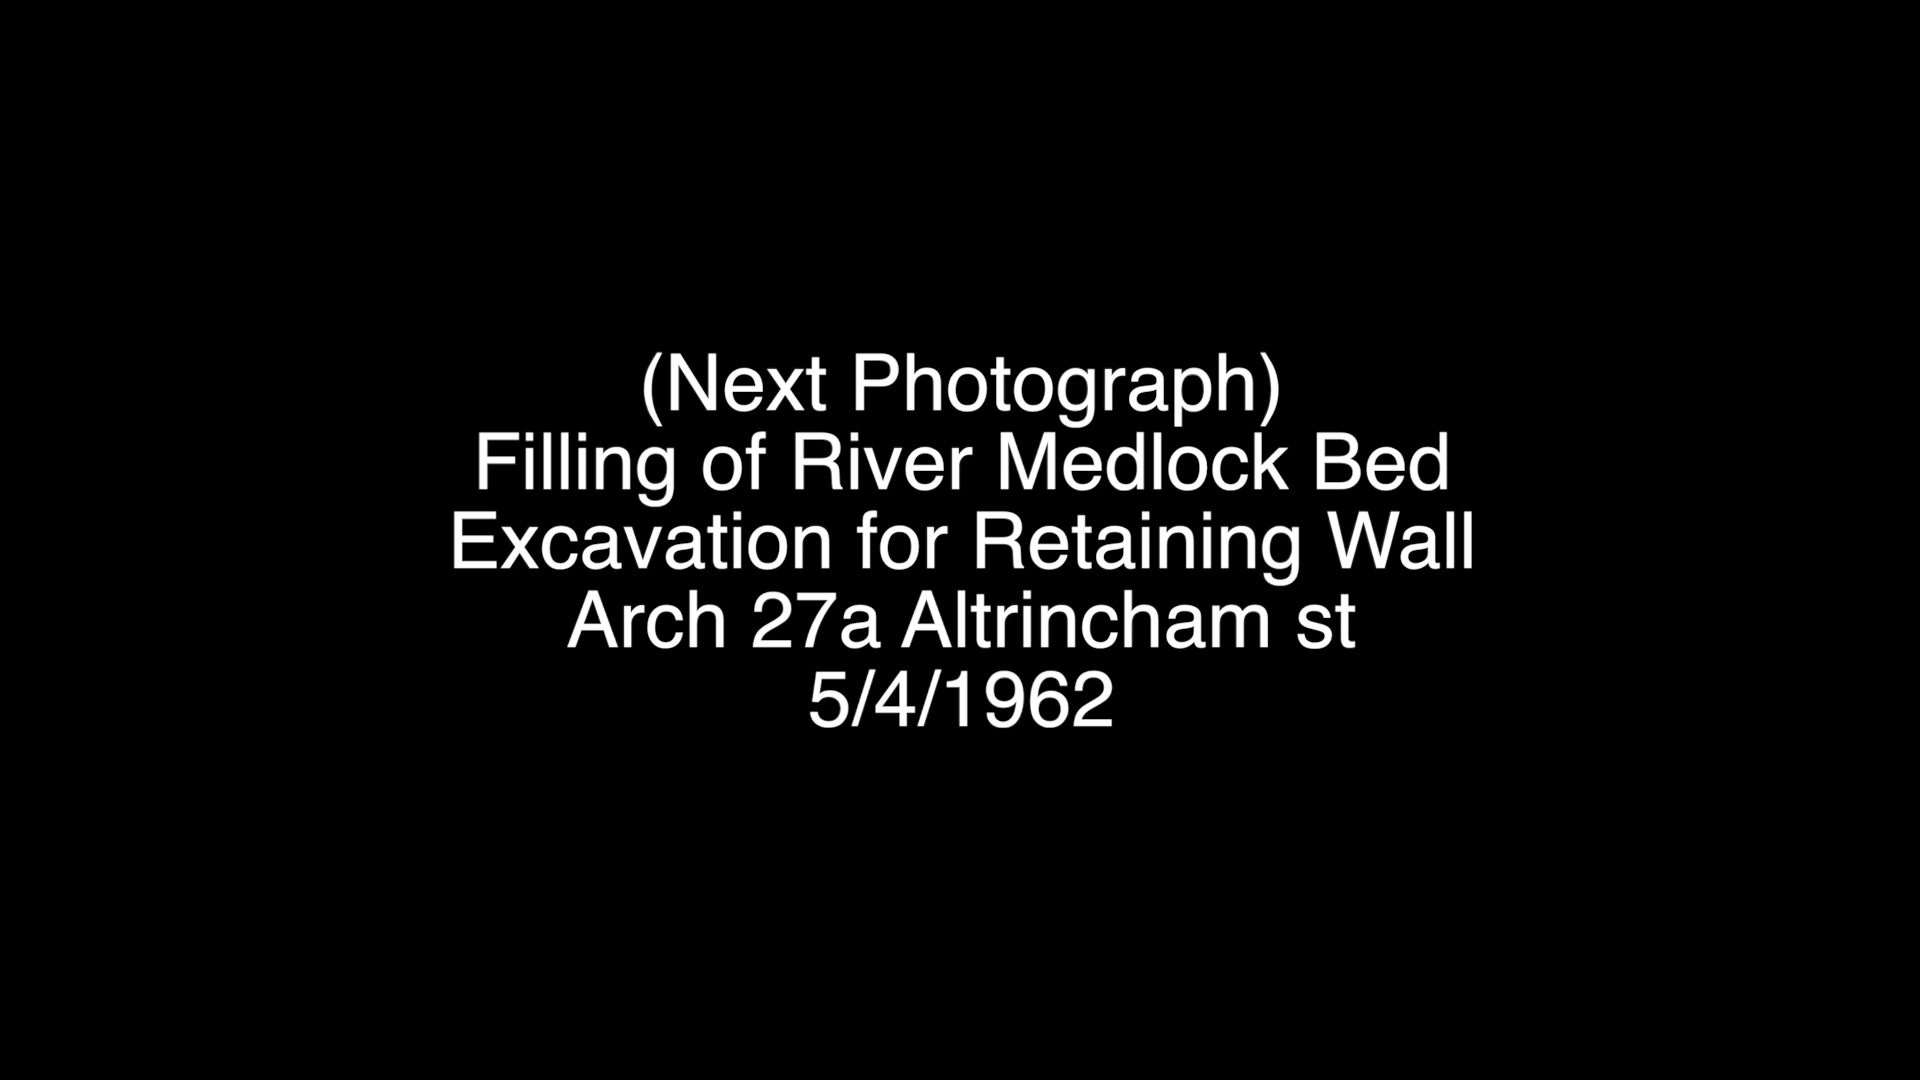 (Next Photograph)
Filling of River Medlock Bed
Excavation for Retaining Wall
Arch 27a Altrincham st
5/4/1962